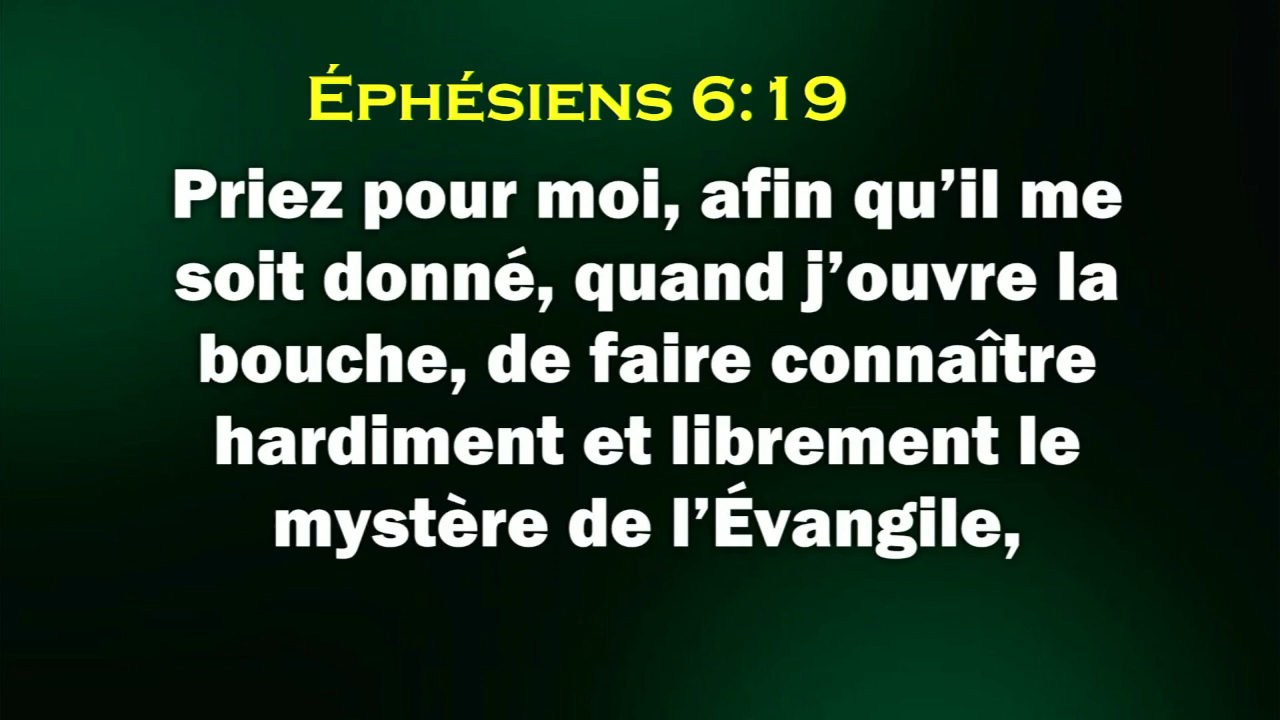 Éphésiens 6:19
Priez pour moi, afin qu’il me
soit donné, quand j’ouvre la
bouche, de faire connaître
hardiment et librement le
mystère de l’Évangile,